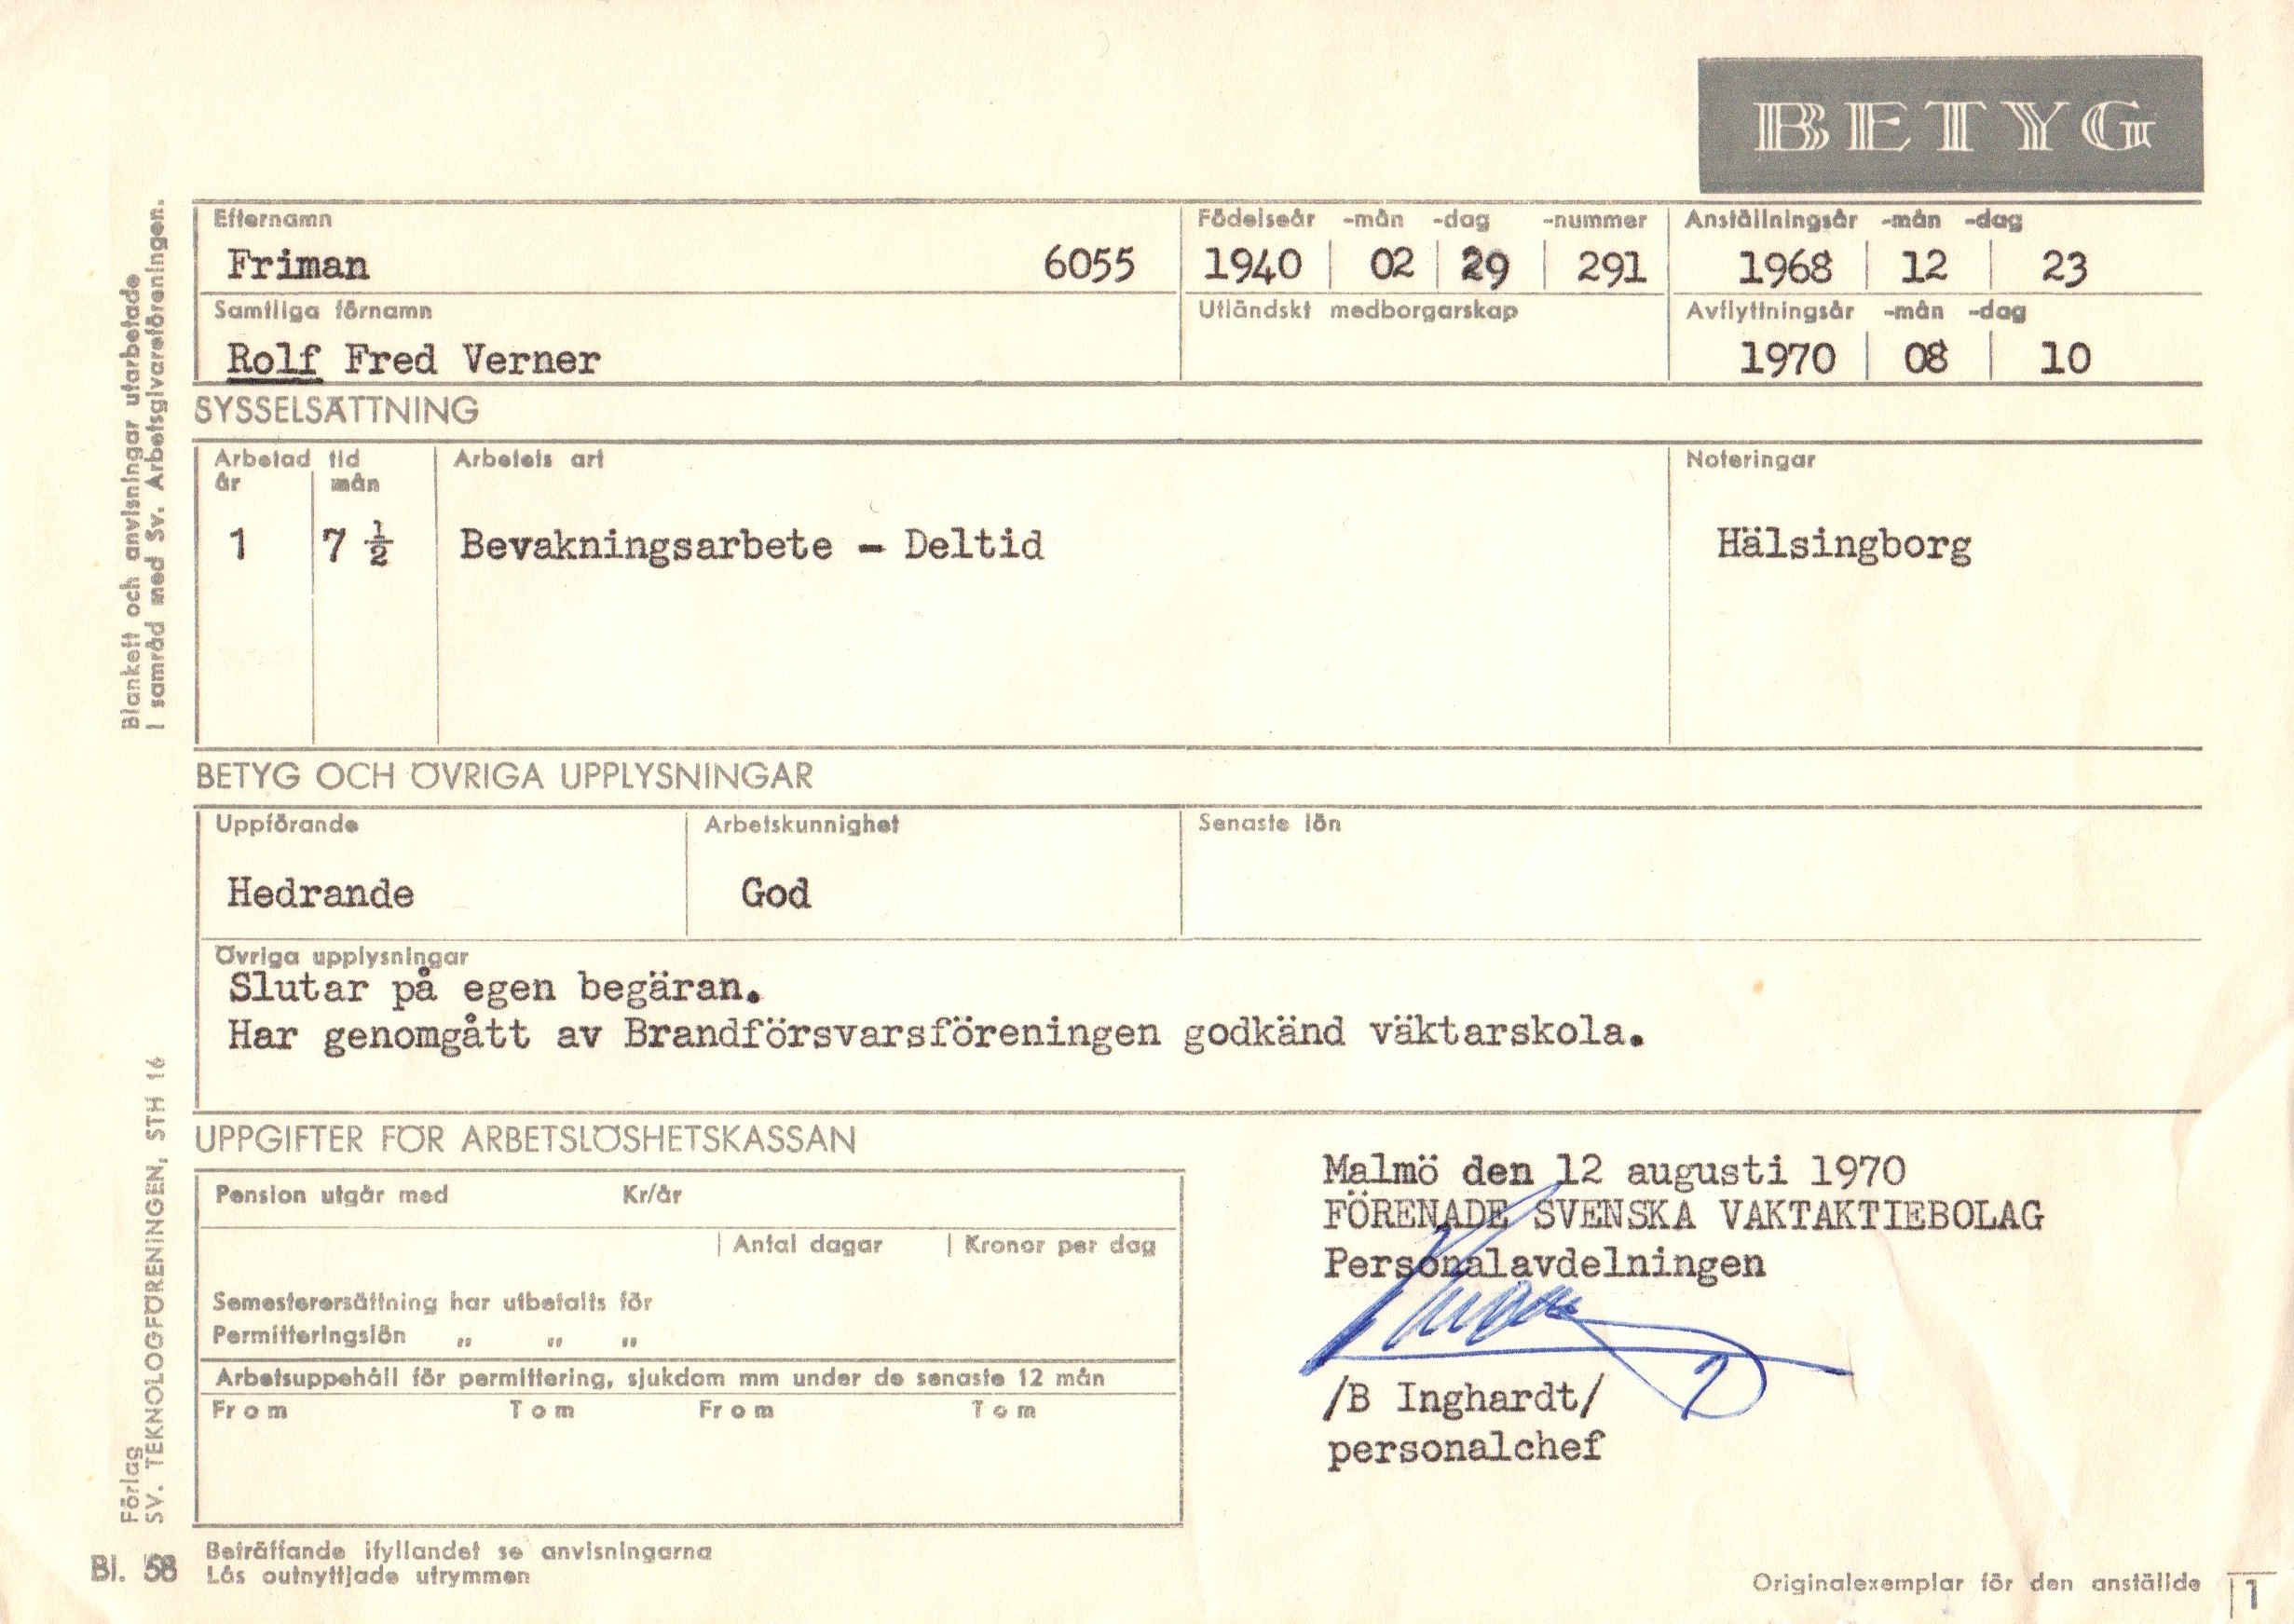 BETYG
Efternamn
Friman 6055
Födelseår -mån -dag -nummer
1940 02 29 291
Anställningsår -mån -dag
1968 12 23
Samtliga förnamn
Rolf Fred Verner
Utländskt medborgarskap
Avflyttningsår -mån -dag
1970 08 10
SYSSELSÄTTNING
Arbetad tid
år mån
Arbetets art
Noteringar
1 7 ½ Bevakningsarbete - Deltid Hälsingborg
BETYG OCH ÖVRIGA UPPLYSNINGAR
Uppförande Arbetskunnighet Senaste lön
Hedrande God
Övriga upplysningar
Slutar på egen begäran.
Har genomgått av Brandförsvarsföreningen godkänd väktarskola.
UPPGIFTER FÖR ARBETSLÖSHETSKASSAN
Pension utgår med Kr/år
Antal dagar Kronor per dag
Semesterersättning har utbetalts för
Permitteringslön „ „ „
Arbetsuppehåll för permittering, sjukdom mm under de senaste 12 mån
From Tom From Tom
Malmö den 12 augusti 1970
FÖRENADE SVENSKA VAKTAKTIEBOLAG
Personalavdelningen
/B Inghardt/
personalchef
Blankett och anvisningar utarbetade
i samråd med Sv. Arbetsgivareföreningen.
Förlag
SV. TEKNOLOGFÖRENINGEN, STH 16
Bl. 58
Beträffande ifyllandet se anvisningarna
Lås outnyttjade utrymmen
Originalexemplar för den anställde 1